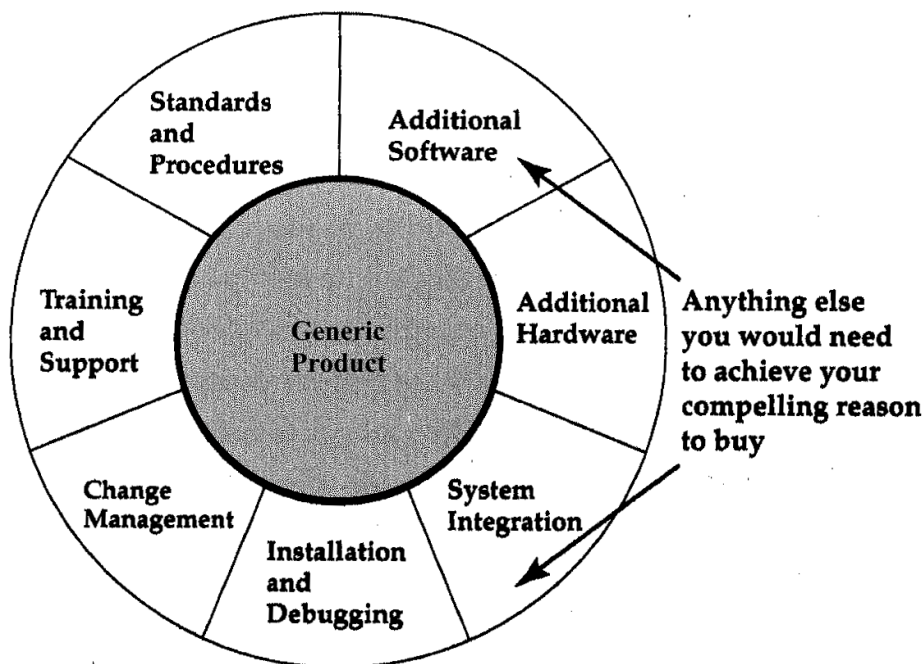 Standards
and
Procedures
Additional
Software
Training
and
Support
Generic
Product
Additional
Hardware
Anything else
you would need
to achieve your
compelling reason
to buy
Change
Management
System
Integration
Installation
and
Debugging